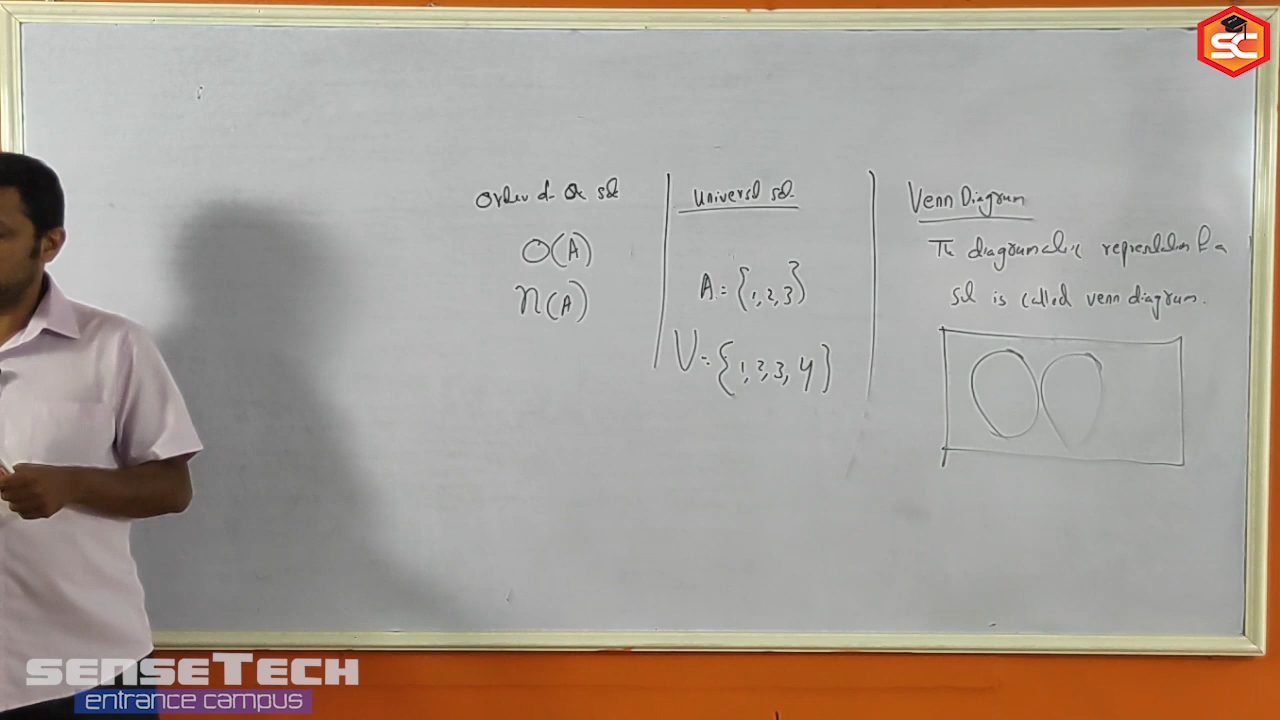 SC
Order of the set
O(A)
n(A)
Universal set
A = {1, 2, 3}
U = {1, 2, 3, 4}
Venn Diagram
The diagrammatic representation of a
set is called venn diagram.
SENSETECH
entrance campus